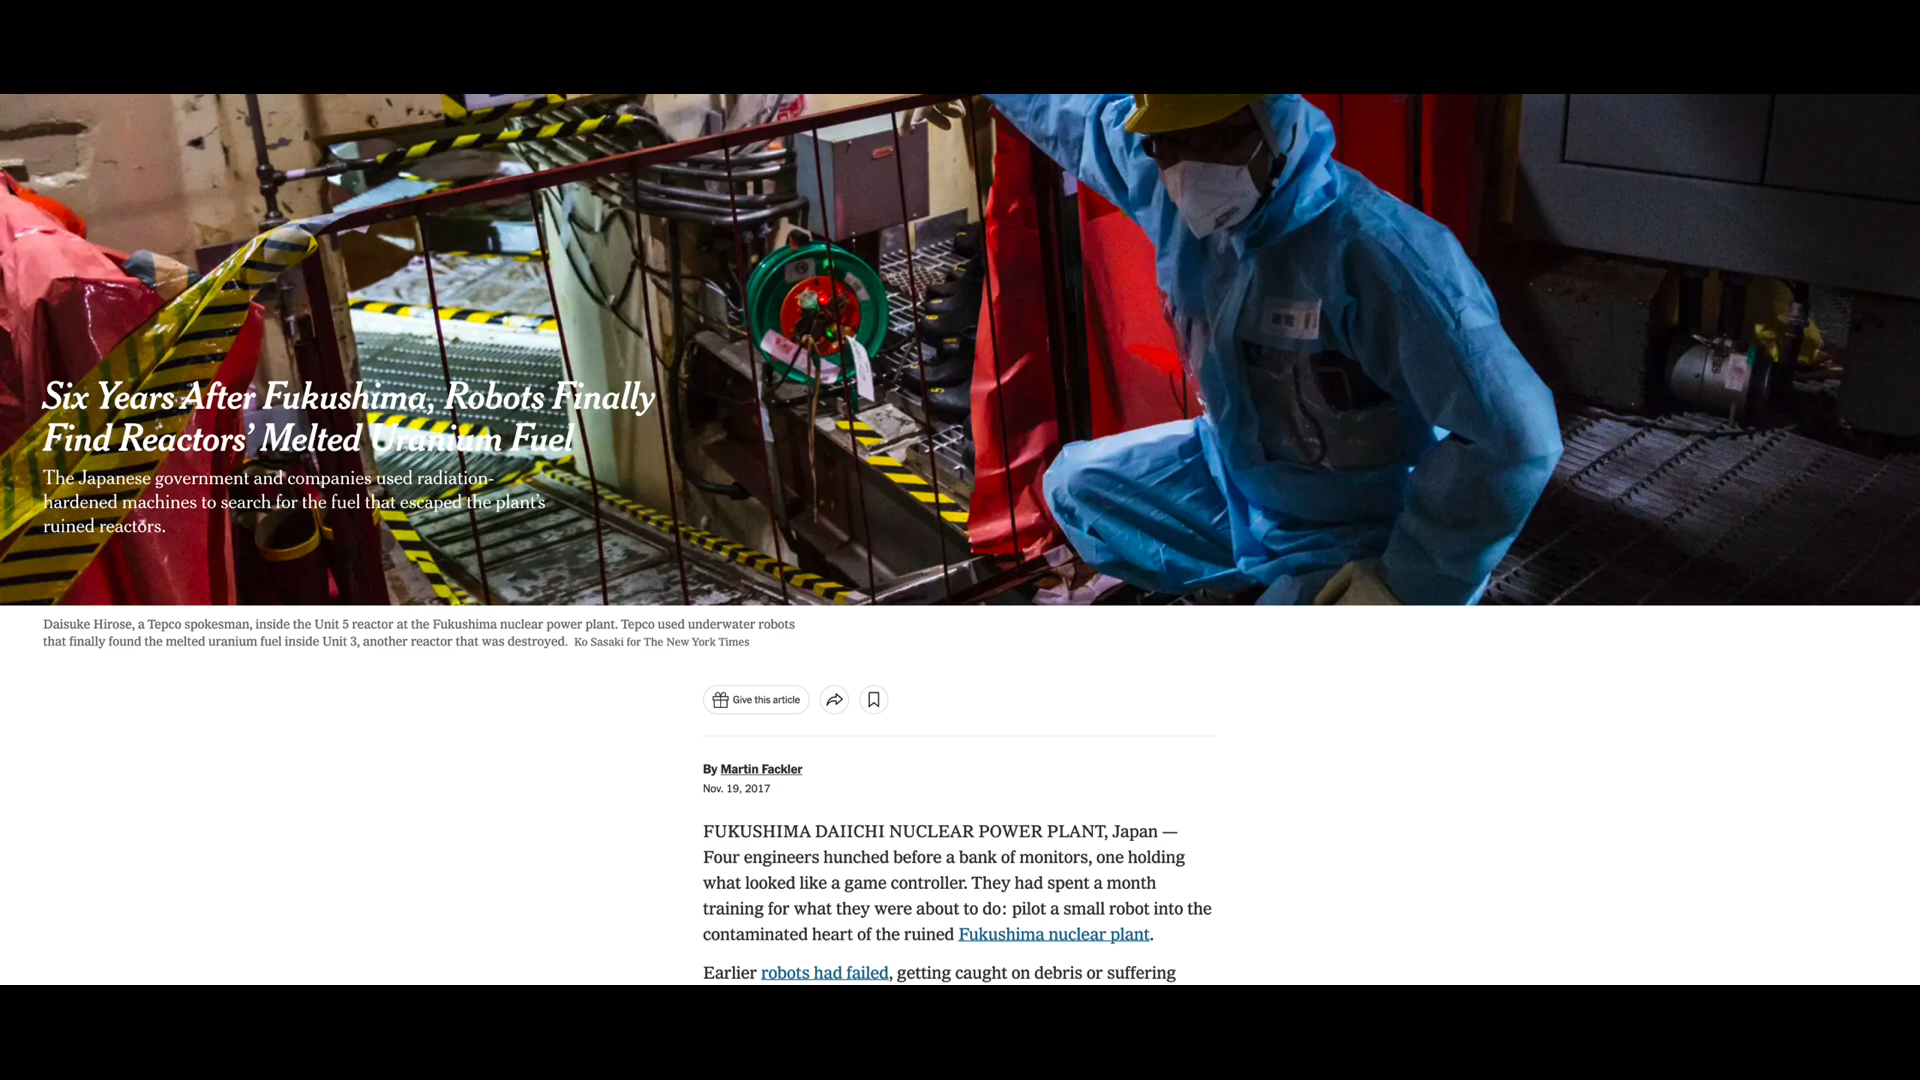 Six Years After Fukushima, Robots Finally
Find Reactors’ Melted Uranium Fuel
The Japanese government and companies used radiation-
hardened machines to search for the fuel that escaped the plant’s
ruined reactors.
Daisuke Hirose, a Tepco spokesman, inside the Unit 5 reactor at the Fukushima nuclear power plant. Tepco used underwater robots
that finally found the melted uranium fuel inside Unit 3, another reactor that was destroyed. Ko Sasaki for The New York Times
Give this article
By Martin Fackler
Nov. 19, 2017
FUKUSHIMA DAIICHI NUCLEAR POWER PLANT, Japan —
Four engineers hunched before a bank of monitors, one holding
what looked like a game controller. They had spent a month
training for what they were about to do: pilot a small robot into the
contaminated heart of the ruined Fukushima nuclear plant.
Earlier robots had failed, getting caught on debris or suffering